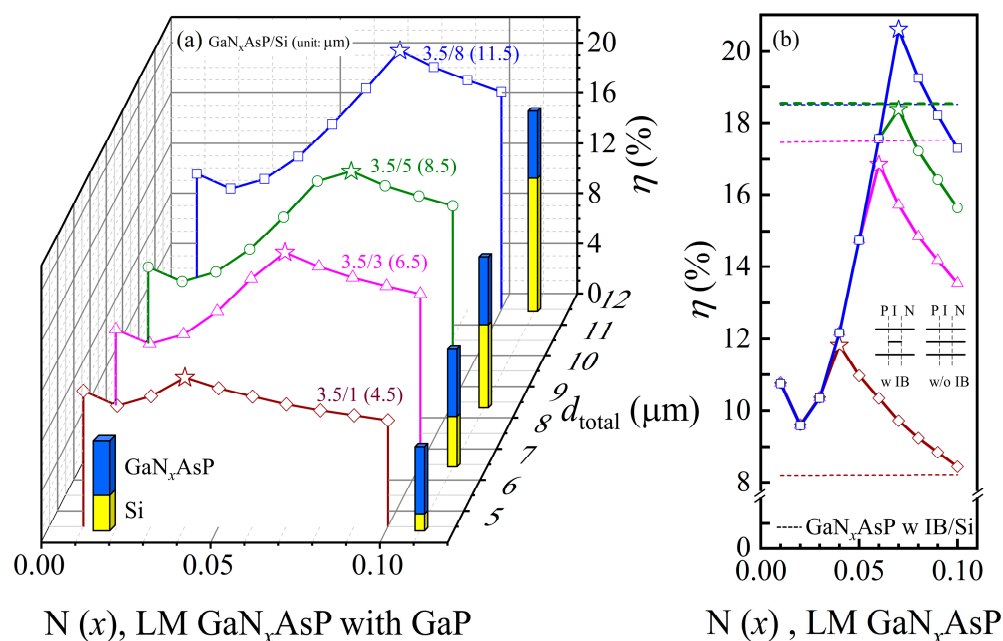 (a) GaNₓAsP/Si (unit: μm)
3.5/8 (11.5)
3.5/5 (8.5)
3.5/3 (6.5)
3.5/1 (4.5)
GaNₓAsP
Si
20
16
12
8
4
0
η (%)
12
11
10
9
8
7
6
5
d_total (μm)
0.00 0.05 0.10
N (x), LM GaNₓAsP with GaP
(b)
20
18
16
14
12
10
8
0
η (%)
P I N P I N
w IB w/o IB
GaNₓAsP w IB/Si
0.00 0.05 0.10
N (x) , LM GaNₓAsP